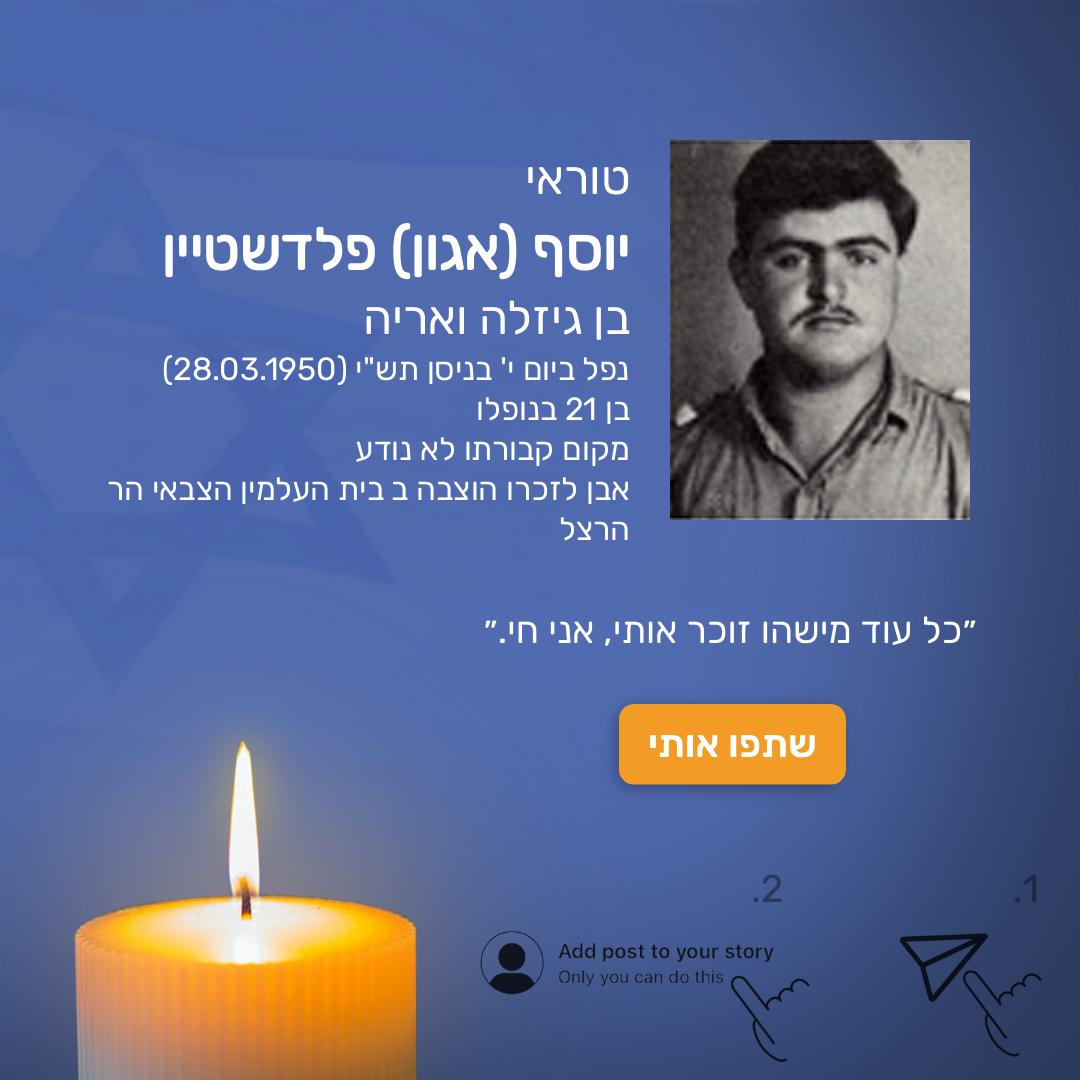 טוראי
יוסף (אגון) פלדשטיין
בן גיזלה ואריה
נפל ביום י' בניסן תש"י (28.03.1950)
בן 21 בנופלו
מקום קבורתו לא נודע
אבן לזכרו הוצבה ב בית העלמין הצבאי הר
הרצל
״כל עוד מישהו זוכר אותי, אני חי.״
שתפו אותי
1.
2.
Add post to your story
Only you can do this